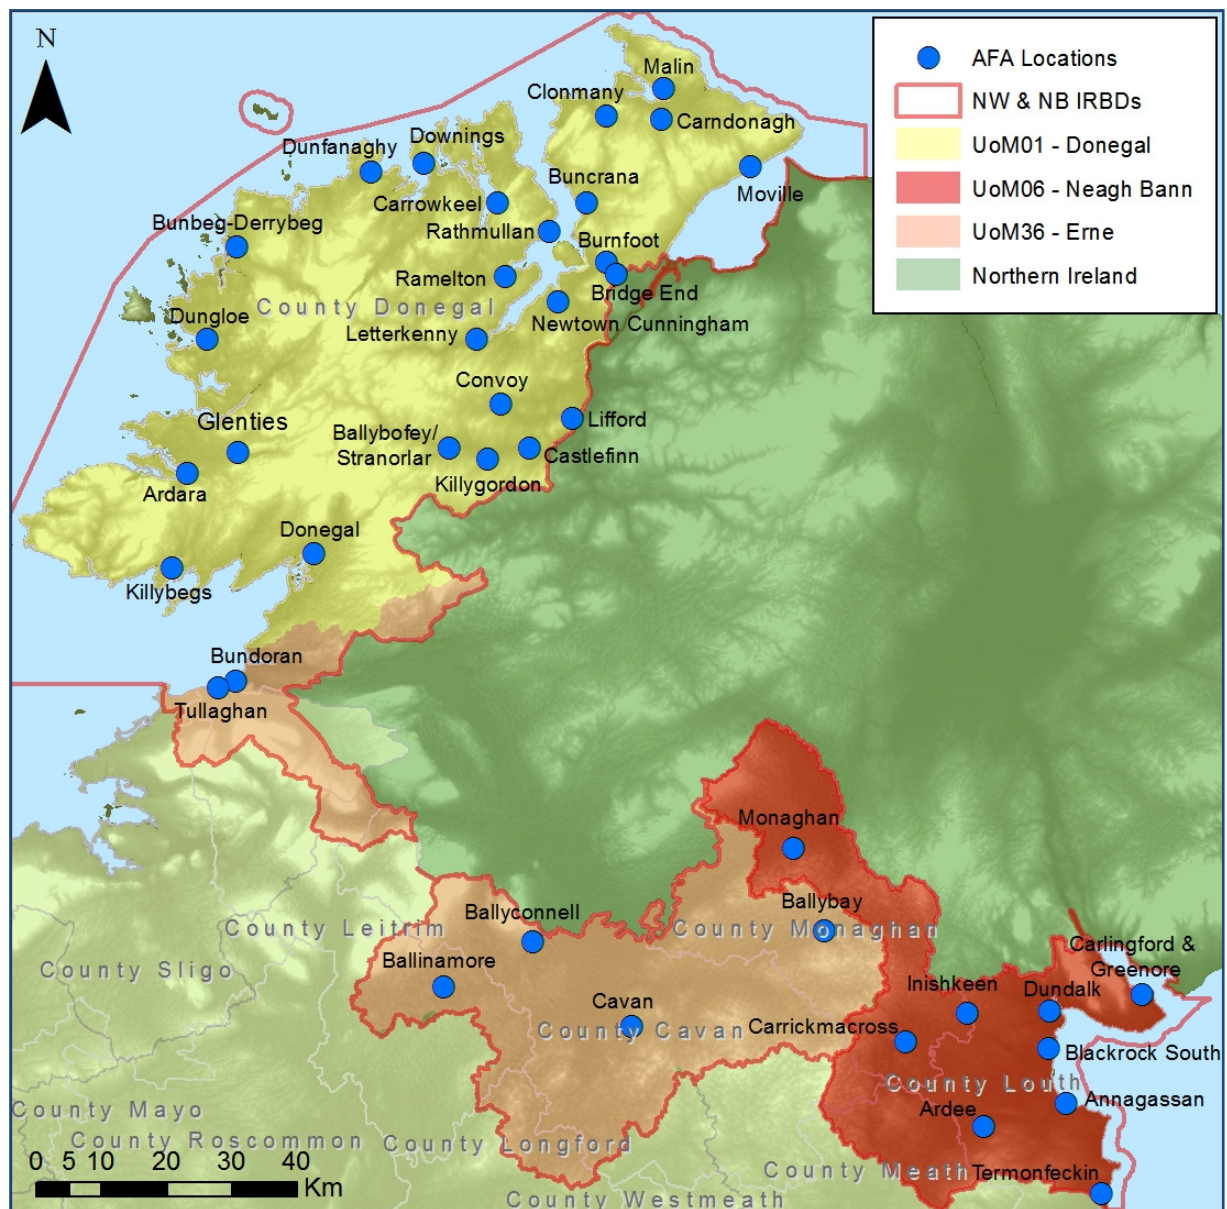 N
AFA Locations
NW & NB IRBDs
UoM01 - Donegal
UoM06 - Neagh Bann
UoM36 - Erne
Northern Ireland
Malin
Clonmany
Carndonagh
Downings
Dunfanaghy
Buncrana
Moville
Carrowkeel
Bunbeg-Derrybeg
Rathmullan
Burnfoot
Ramelton
Bridge End
County Donegal
Dungloe
Newtown Cunningham
Letterkenny
Convoy
Glenties
Lifford
Ballybofey/
Stranorlar
Castlefinn
Killygordon
Ardara
Donegal
Killybegs
Bundoran
Tullaghan
Monaghan
Ballybay
Ballyconnell
County Leitrim
County Monaghan
Carlingford &
Greenore
Ballinamore
County Sligo
Inishkeen
Dundalk
Cavan
County Cavan
Carrickmacross
Blackrock South
County Louth
Annagassan
Ardee
County Mayo
County Roscommon
County Longford
County Meath
Termonfeckin
County Westmeath
0 5 10 20 30 40
Km